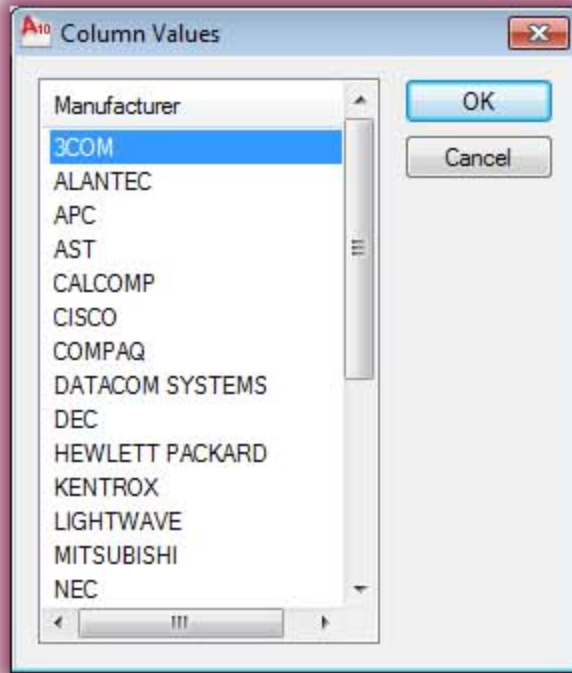 A10 Column Values
Manufacturer
OK
3COM
Cancel
ALANTEC
APC
AST
CALCOMP
CISCO
COMPAQ
DATACOM SYSTEMS
DEC
HEWLETT PACKARD
KENTROX
LIGHTWAVE
MITSUBISHI
NEC